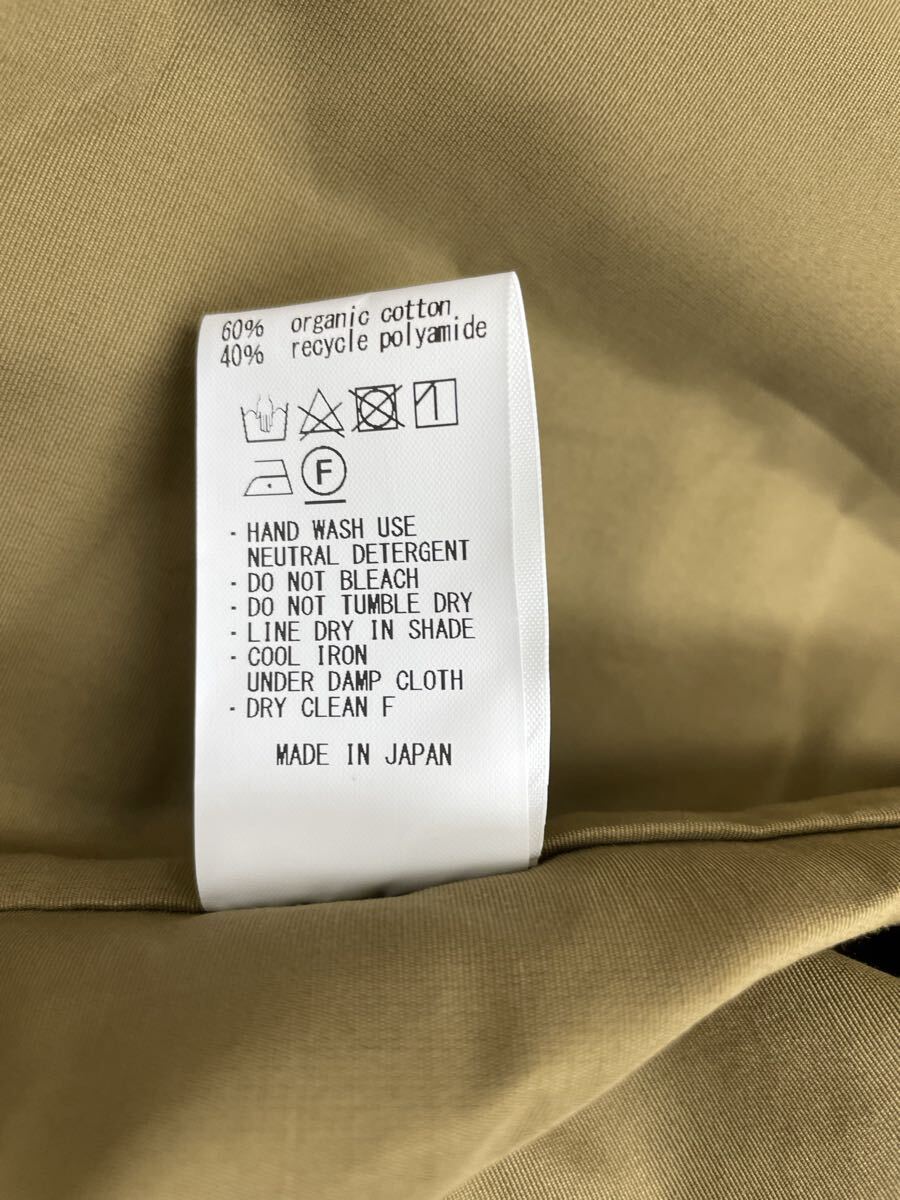 60% organic cotton
40% recycle polyamide
F
- HAND WASH USE
NEUTRAL DETERGENT
- DO NOT BLEACH
- DO NOT TUMBLE DRY
- LINE DRY IN SHADE
- COOL IRON
UNDER DAMP CLOTH
- DRY CLEAN F
MADE IN JAPAN